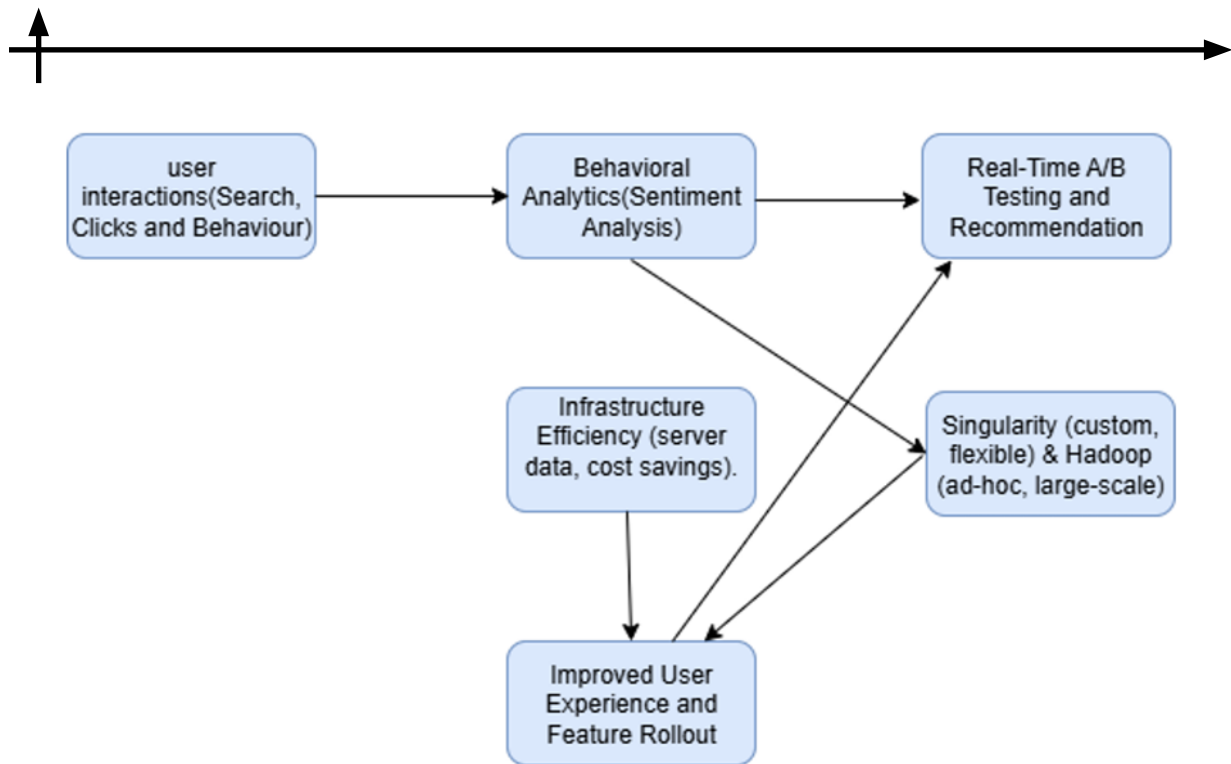 user
interactions(Search,
Clicks and Behaviour)
Behavioral
Analytics(Sentiment
Analysis)
Real-Time A/B
Testing and
Recommendation
Infrastructure
Efficiency (server
data, cost savings).
Singularity (custom,
flexible) & Hadoop
(ad-hoc, large-scale)
Improved User
Experience and
Feature Rollout